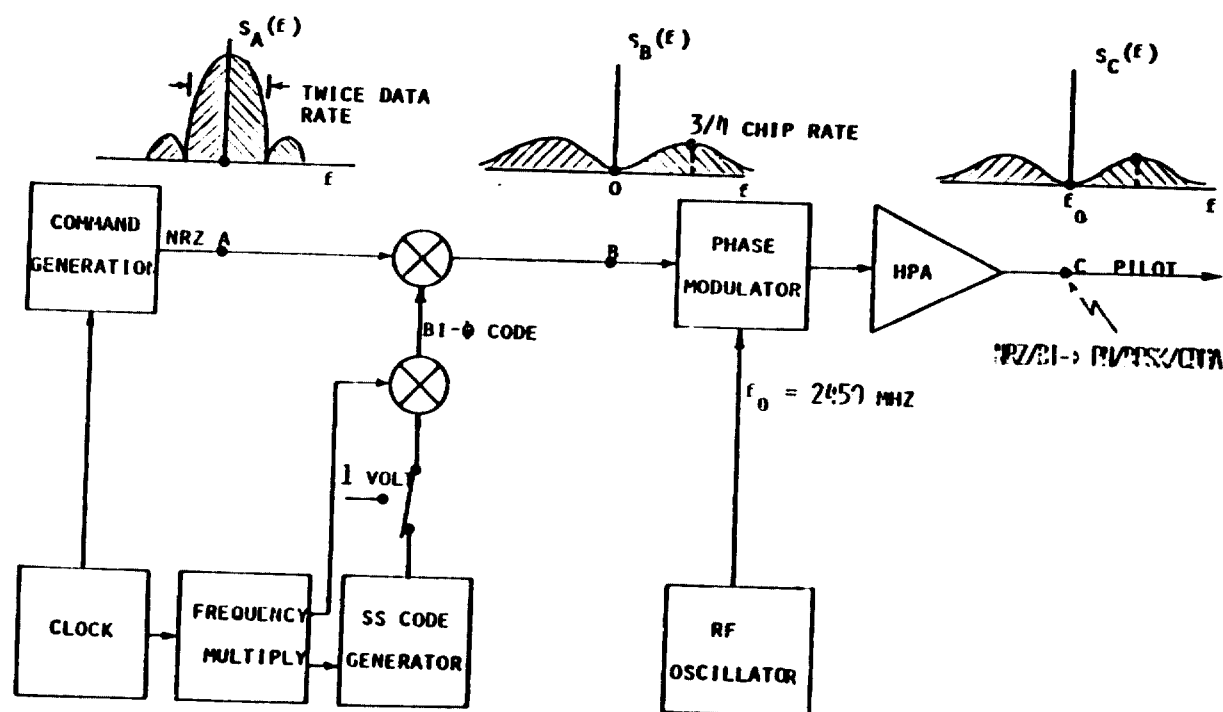 S_A(f)
TWICE DATA
RATE
f
S_B(f)
3/4 CHIP RATE
0
f
S_C(f)
f_0
f
COMMAND
GENERATION
NRZ A
B
PHASE
MODULATOR
HPA
C PILOT
BI-ϕ CODE
f_0 = 2450 MHZ
1 VOLT
CLOCK
FREQUENCY
MULTIPLY
SS CODE
GENERATOR
RF
OSCILLATOR